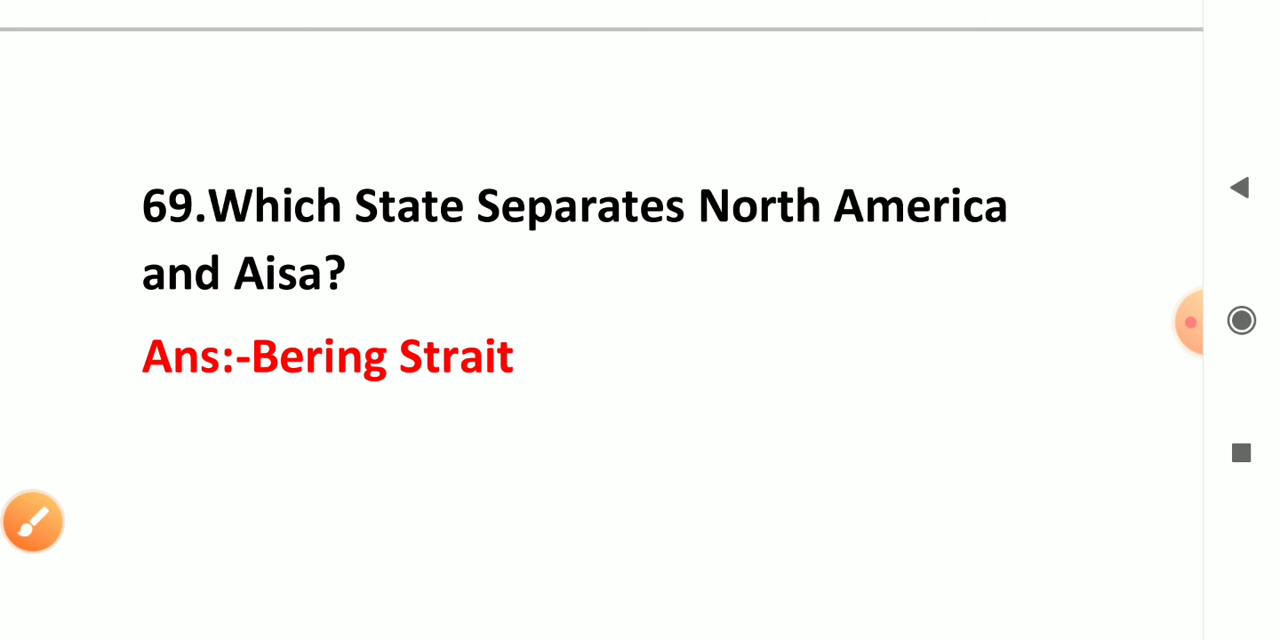 69.Which State Separates North America
and Aisa?
Ans:-Bering Strait